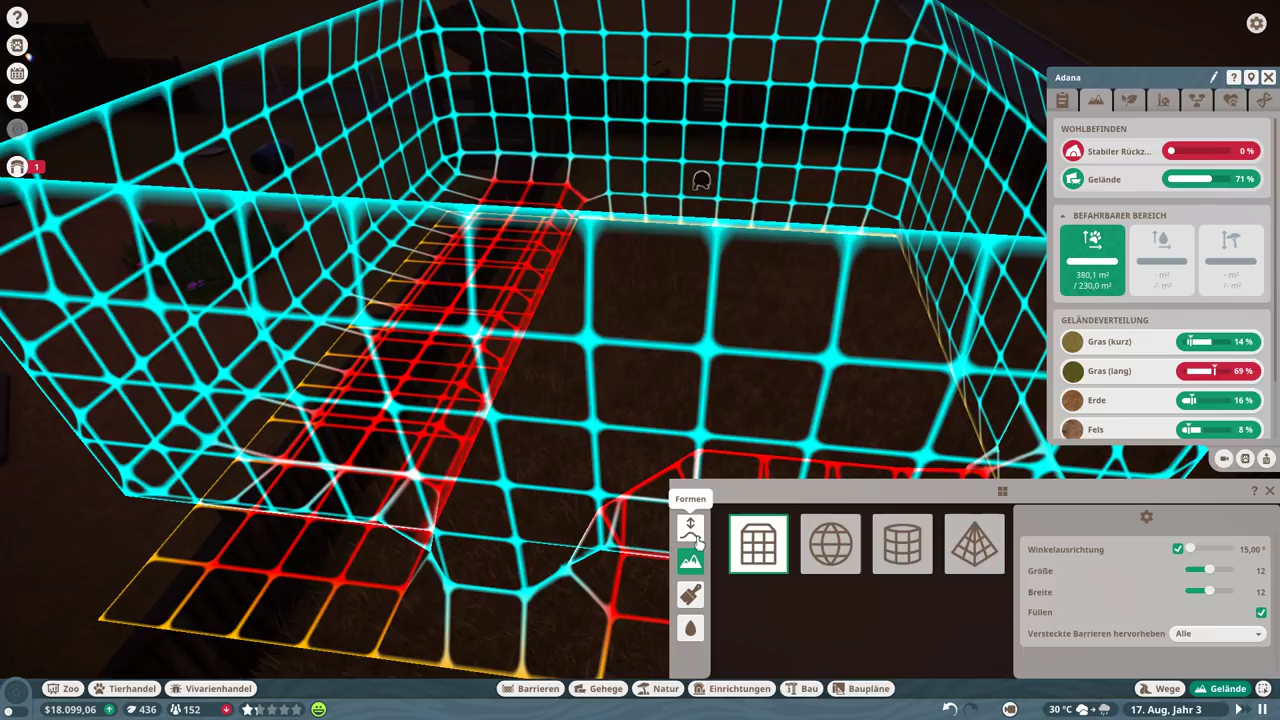 ?
1
Adana
?
WOHLBEFINDEN
Stabiler Rückz...
0 %
Gelände
71 %
BEFAHRBARER BEREICH
380,1 m²
/ 230,0 m²
- m²
/- m²
- m²
/- m²
GELÄNDEVERTEILUNG
Gras (kurz)
14 %
Gras (lang)
69 %
Erde
16 %
Fels
8 %
Formen
?
Winkelausrichtung
15,00 °
Größe
12
Breite
12
Füllen
Versteckte Barrieren hervorheben
Alle
Zoo
Tierhandel
Vivarienhandel
Barrieren
Gehege
Natur
Einrichtungen
Bau
Baupläne
Wege
Gelände
$18.099,06
436
152
30 °C
17. Aug. Jahr 3